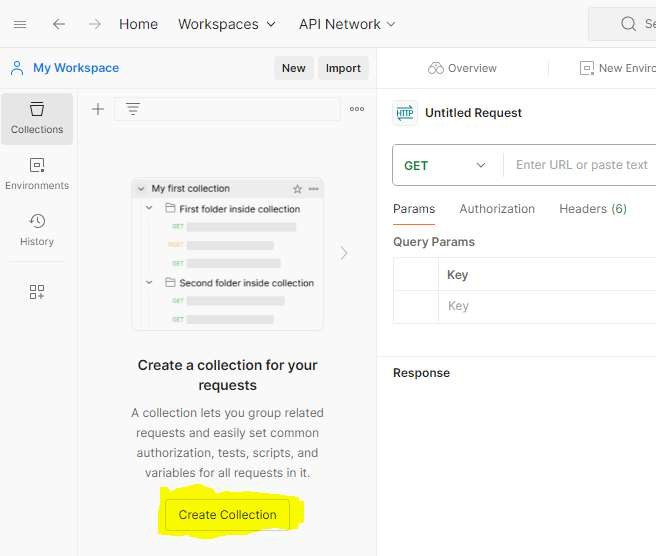 Home Workspaces API Network Se
My Workspace New Import Overview New Enviro
Collections
Environments
History
My first collection
First folder inside collection
GET
POST
GET
Second folder inside collection
GET
GET
Create a collection for your
requests
A collection lets you group related
requests and easily set common
authorization, tests, scripts, and
variables for all requests in it.
Create Collection
HTTP Untitled Request
GET Enter URL or paste text
Params Authorization Headers (6)
Query Params
Key
Key
Response